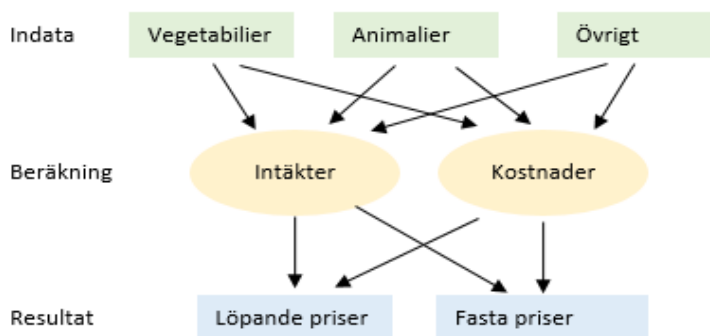 Indata Vegetabilier Animalier Övrigt
Beräkning Intäkter Kostnader
Resultat Löpande priser Fasta priser